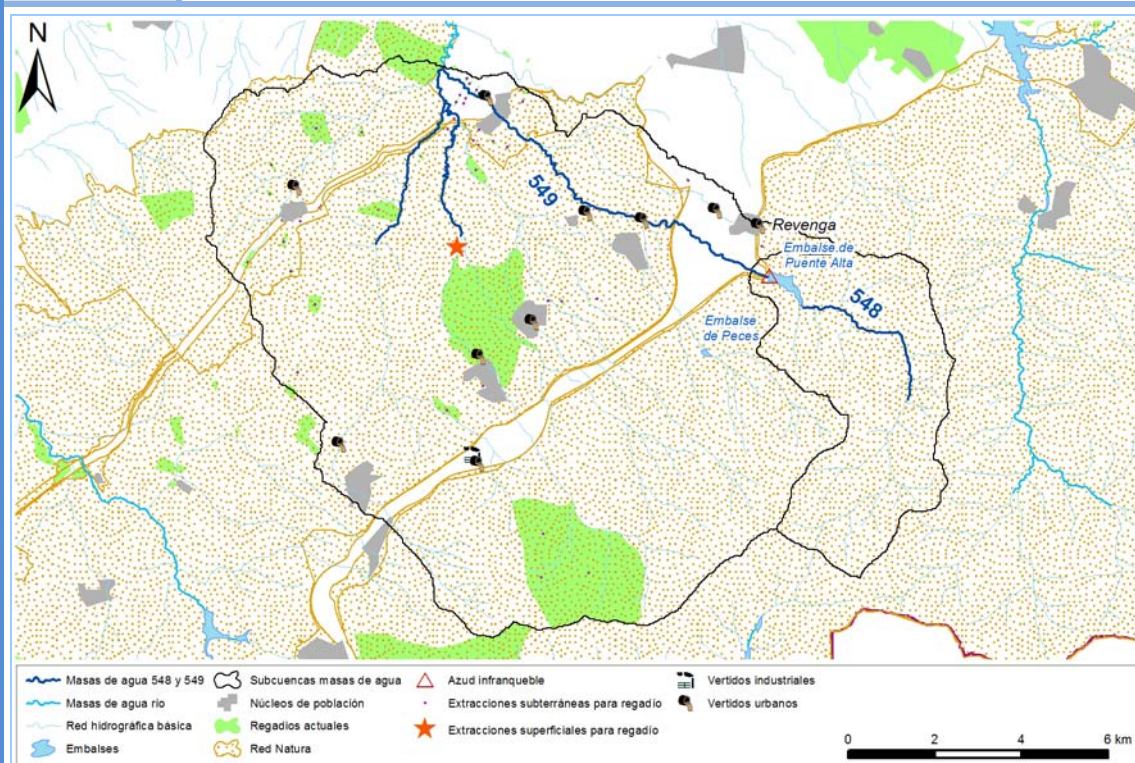 N
549
Revenga
Embalse de
Puente Alta
548
Embalse
de Peces
Masas de agua 548 y 549
Masas de agua río
Red hidrográfica básica
Embalses
Subcuencas masas de agua
Núcleos de población
Regadíos actuales
Red Natura
Azud infranqueble
Extracciones subterráneas para regadío
Extracciones superficiales para regadío
Vertidos industriales
Vertidos urbanos
0 2 4 6 km